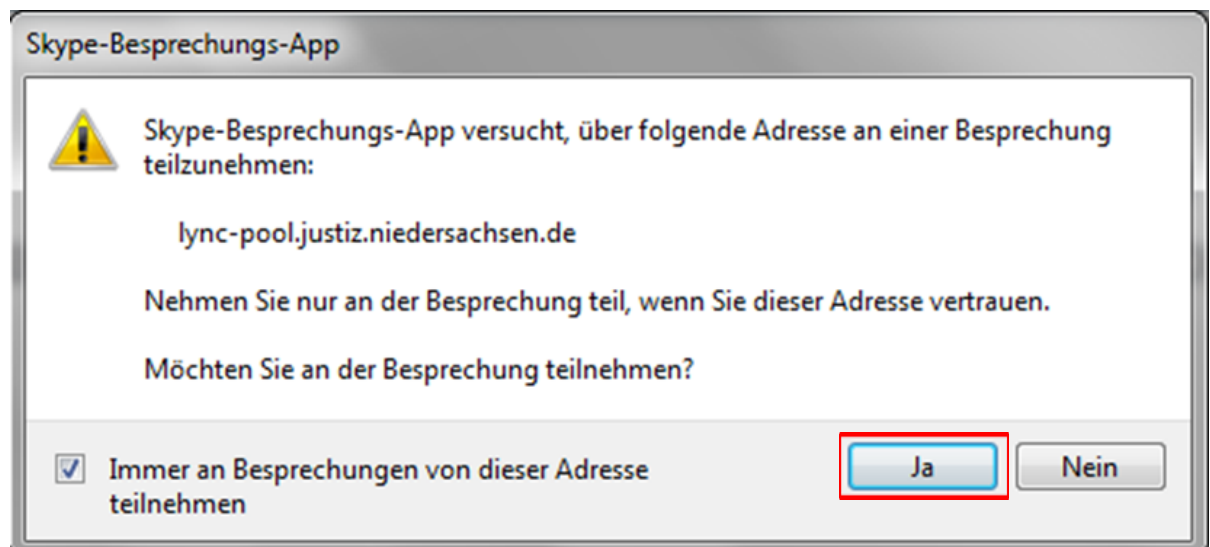 Skype-Besprechungs-App
Skype-Besprechungs-App versucht, über folgende Adresse an einer Besprechung
teilzunehmen:
lync-pool.justiz.niedersachsen.de
Nehmen Sie nur an der Besprechung teil, wenn Sie dieser Adresse vertrauen.
Möchten Sie an der Besprechung teilnehmen?
Immer an Besprechungen von dieser Adresse
teilnehmen
Ja
Nein